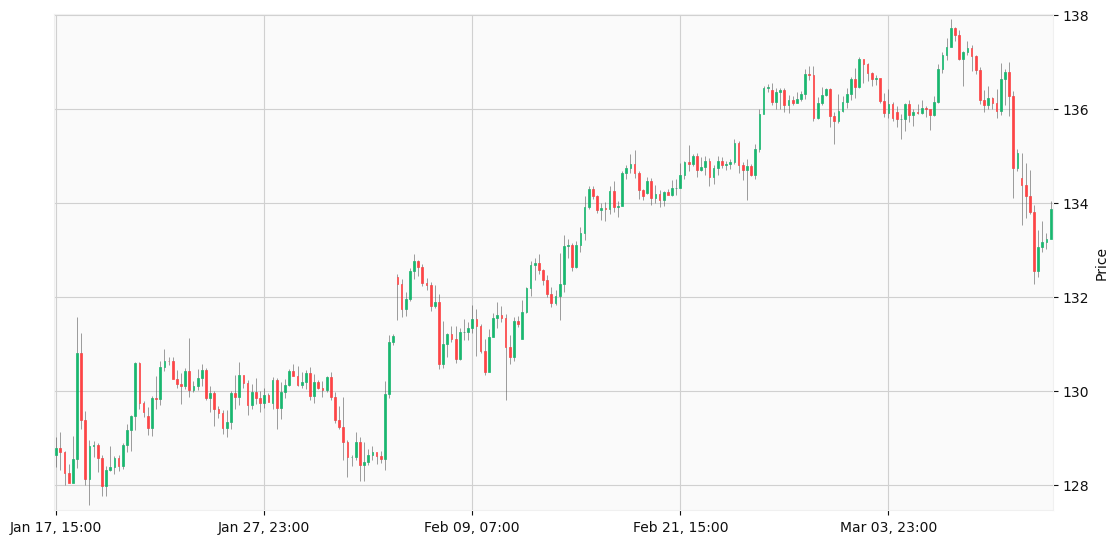 138
136
134
132
130
128
Price
Jan 17, 15:00
Jan 27, 23:00
Feb 09, 07:00
Feb 21, 15:00
Mar 03, 23:00